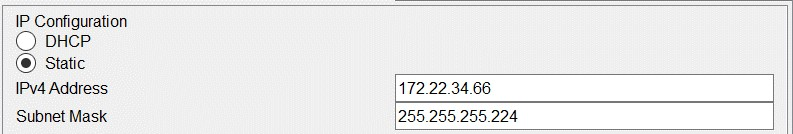 IP Configuration
DHCP
Static
IPv4 Address 172.22.34.66
Subnet Mask 255.255.255.224